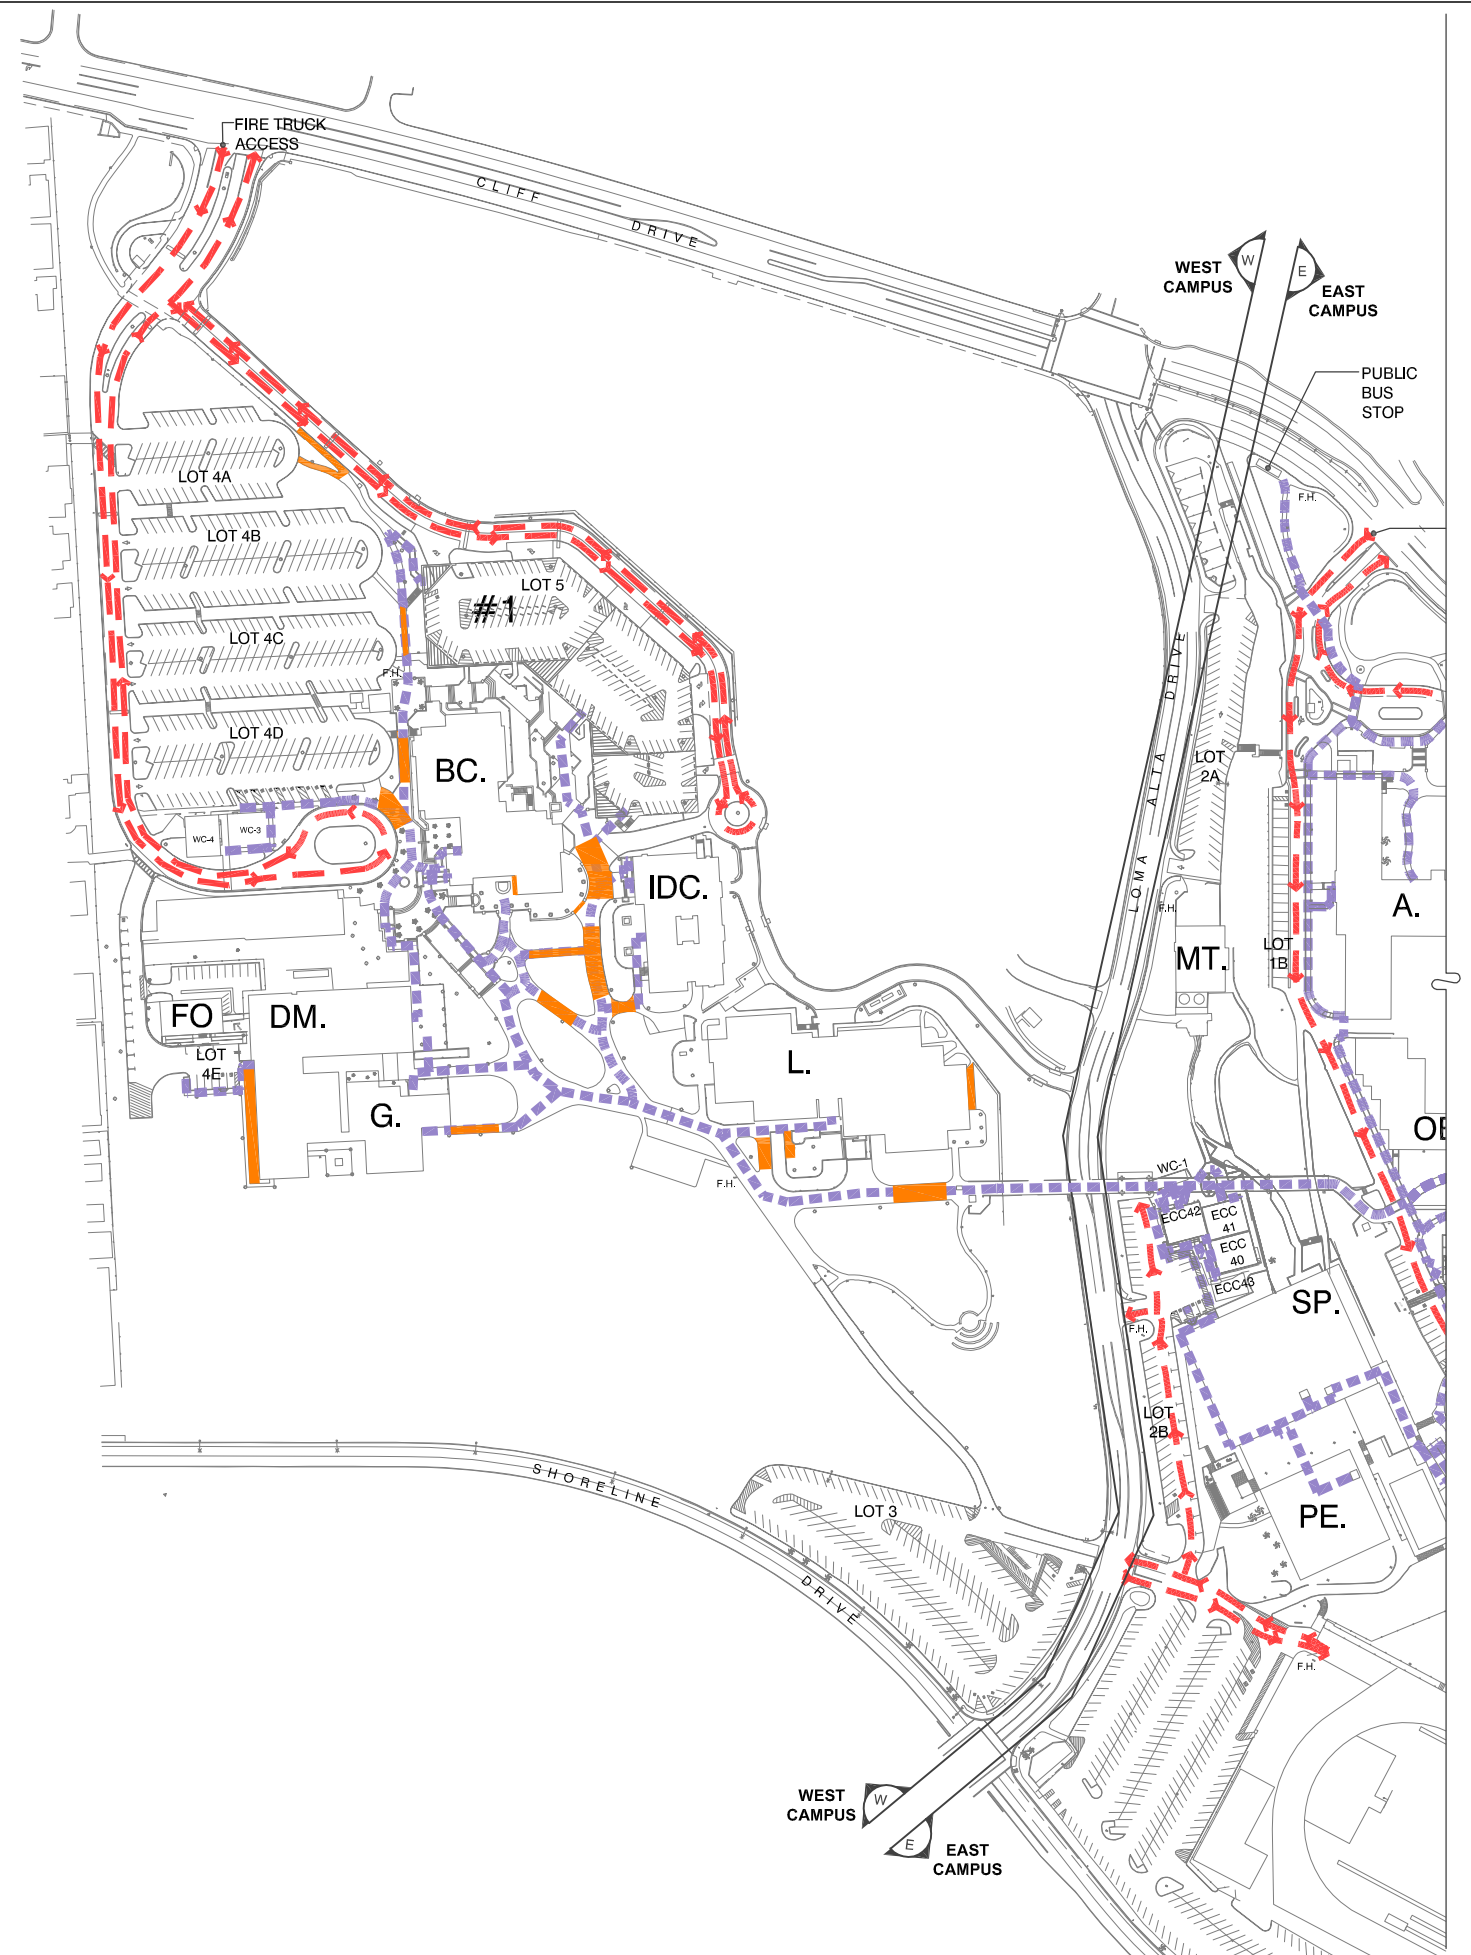 FIRE TRUCK
ACCESS
CLIFF
DRIVE
WEST
CAMPUS
W
E
EAST
CAMPUS
PUBLIC
BUS
STOP
F.H.
LOT 4A
LOT 4B
LOT 5
#1
LOT 4C
F.H.
LOT 4D
BC.
LOMA ALTA DRIVE
LOT
2A
WC-4
WC-3
IDC.
A.
F.H.
LOT
1B
MT.
FO
DM.
LOT
4E
L.
G.
F.H.
WC-1
ECC42
ECC
41
ECC
40
ECC43
SP.
F.H.
LOT
2B
SHORELINE
DRIVE
LOT 3
PE.
F.H.
WEST
CAMPUS
W
E
EAST
CAMPUS